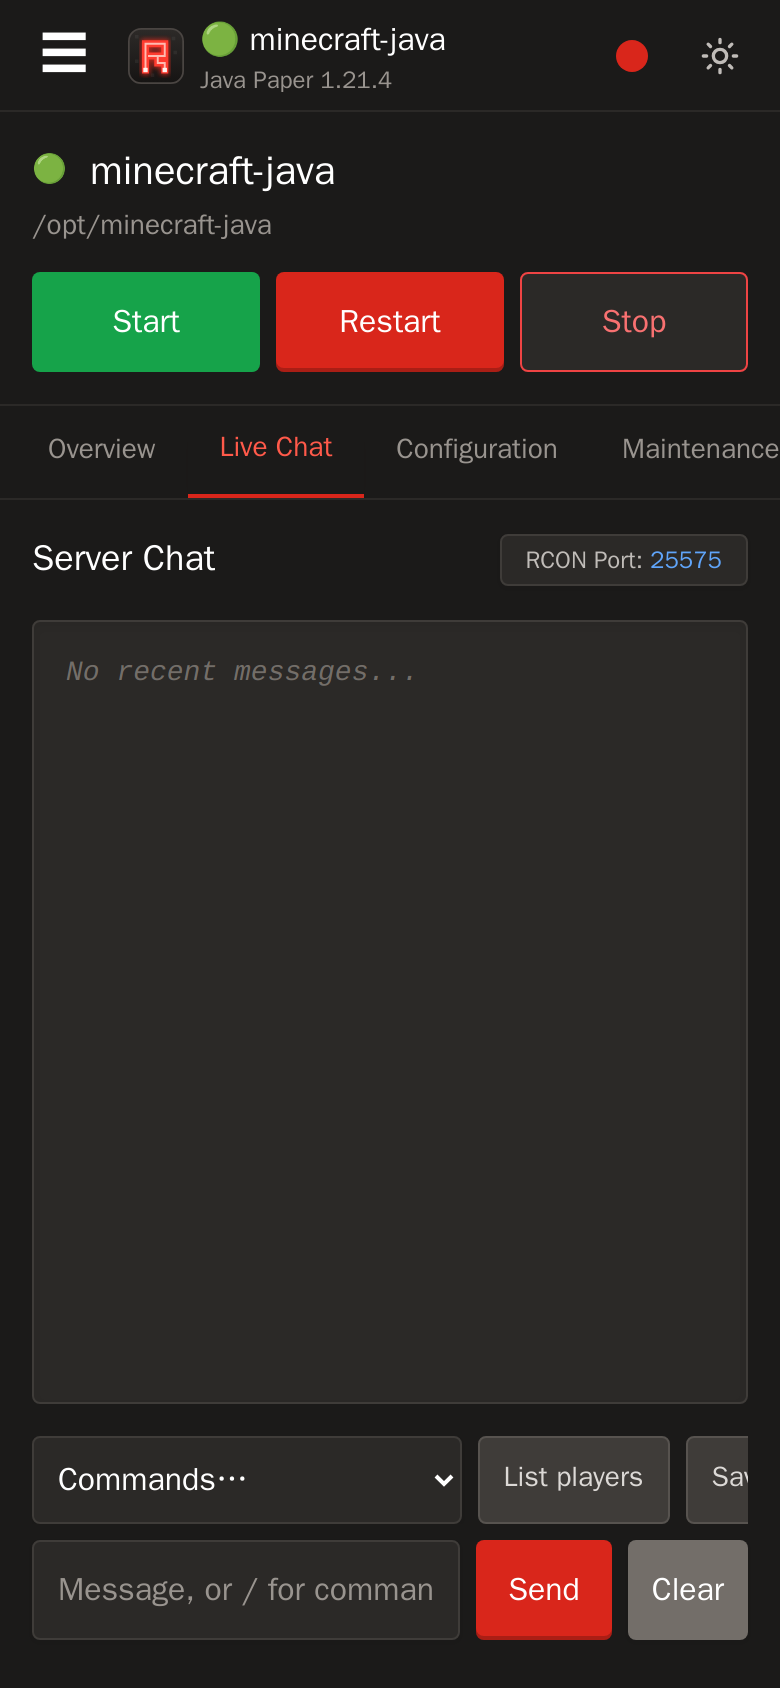 minecraft-java
Java Paper 1.21.4
minecraft-java
/opt/minecraft-java
Start
Restart
Stop
Overview
Live Chat
Configuration
Maintenance
Server Chat
RCON Port: 25575
No recent messages...
Commands...
List players
Sav
Message, or / for comman
Send
Clear